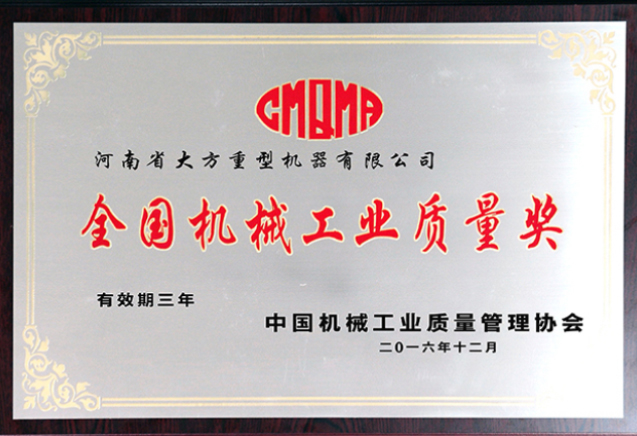 CMQMA
河南省大方重型机器有限公司
全国机械工业质量奖
有效期三年
中国机械工业质量管理协会
二0一六年十二月